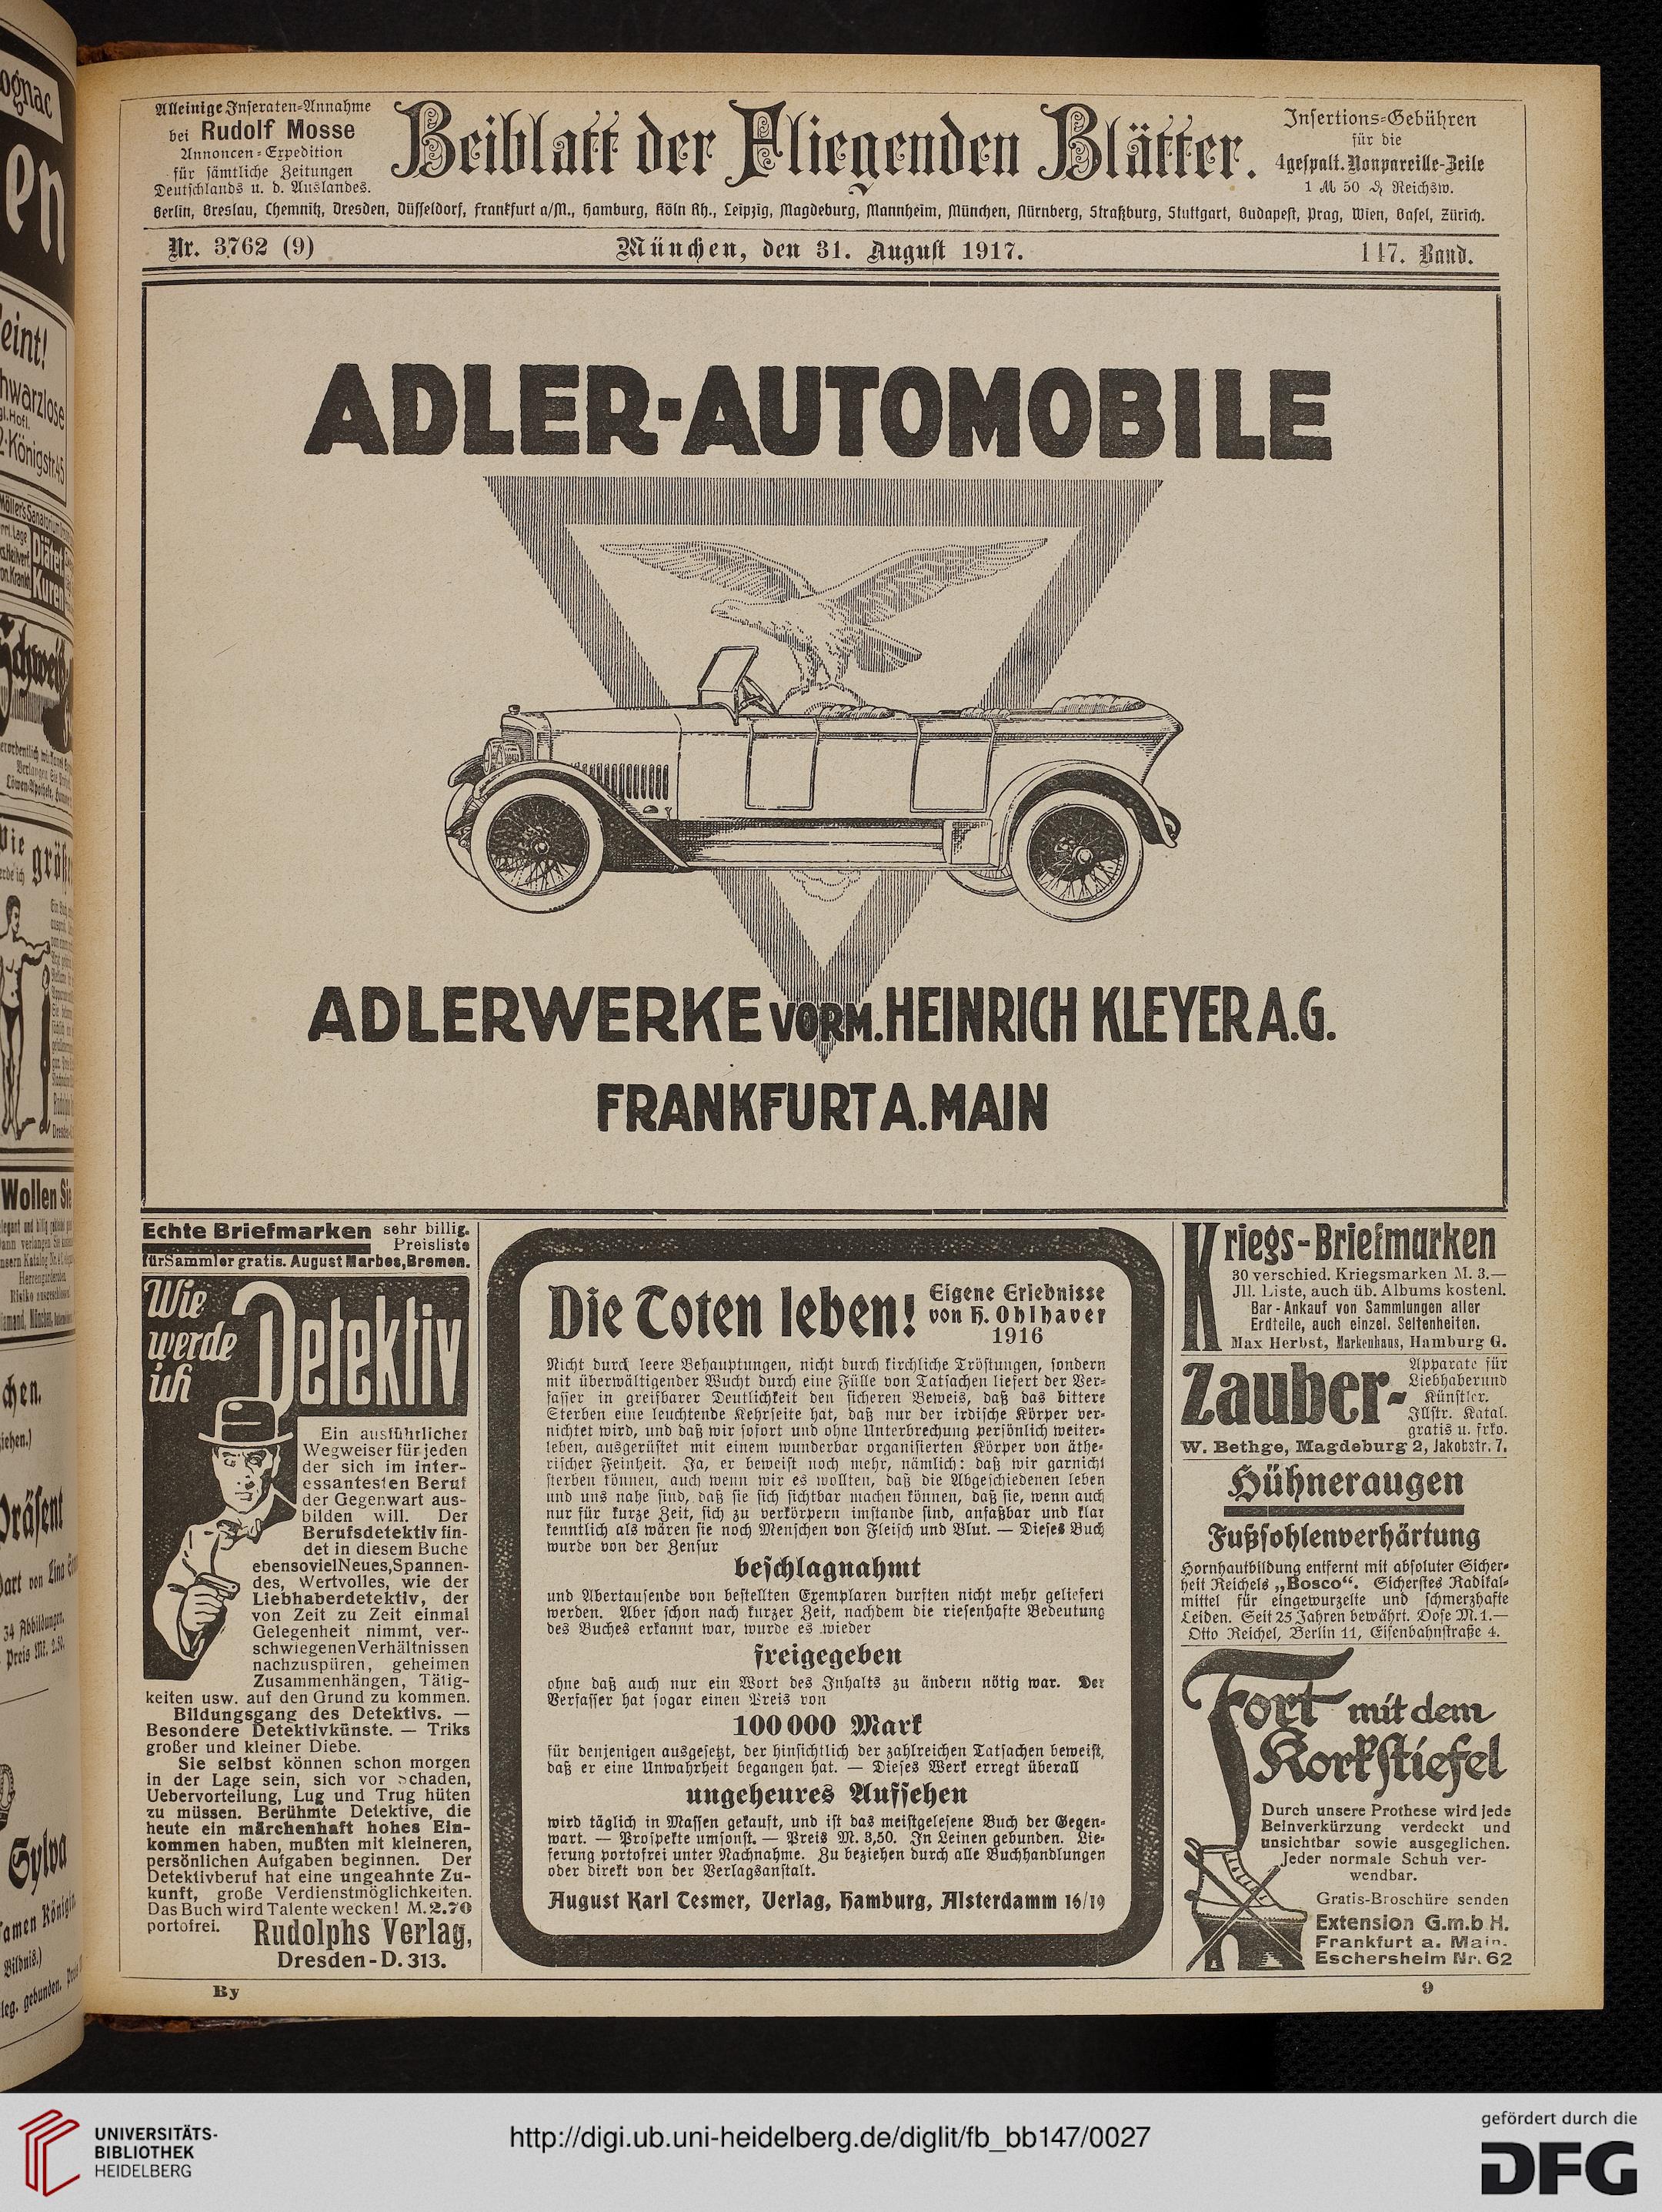 Alleinige Inseraten-Annahme
bei Rudolf Mosse
Annoncen-Expedition
für sämtliche Zeitungen
Deutschlands u. d. Auslandes.
Beiblatt der Fliegenden Blätter.
Insertions-Gebühren
für die
4gespalt. Nonpareille-Zeile
1 M 50 ₰ Reichsw.
Berlin, Breslau, Chemnitz, Dresden, Düsseldorf, Frankfurt a/M., Hamburg, Köln Rh., Leipzig, Magdeburg, Mannheim, München, Nürnberg, Straßburg, Stuttgart, Budapest, Prag, Wien, Basel, Zürich.
Nr. 3762 (9)
München, den 31. August 1917.
147. Band.
ADLER-AUTOMOBILE
ADLERWERKE VORM. HEINRICH KLEYER A.G.
FRANKFURT A. MAIN
Echte Briefmarken sehr billig.
Preisliste
für Sammler gratis. August Marbes, Bremen.
Wie
werde
ich
Detektiv
Ein ausführlicher
Wegweiser für jeden
der sich im inter-
essantesten Beruf
der Gegenwart aus-
bilden will. Der
Berufsdetektiv fin-
det in diesem Buche
ebensoviel Neues, Spannen-
des, Wertvolles, wie der
Liebhaberdetektiv, der
von Zeit zu Zeit einmal
Gelegenheit nimmt, ver-
schwiegenen Verhältnissen
nachzuspüren, geheimen
Zusammenhängen, Tätig-
keiten usw. auf den Grund zu kommen.
Bildungsgang des Detektivs. —
Besondere Detektivkünste. — Triks
großer und kleiner Diebe.
Sie selbst können schon morgen
in der Lage sein, sich vor Schaden,
Uebervorteilung, Lug und Trug hüten
zu müssen. Berühmte Detektive, die
heute ein märchenhaft hohes Ein-
kommen haben, mußten mit kleineren,
persönlichen Aufgaben beginnen. Der
Detektivberuf hat eine ungeahnte Zu-
kunft, große Verdienstmöglichkeiten.
Das Buch wird Talente wecken! M. 2.70
portofrei. Rudolphs Verlag,
Dresden-D. 313.
Die Toten leben!
Eigene Erlebnisse
von H. Ohlhaver
1916
Nicht durch leere Behauptungen, nicht durch kirchliche Tröstungen, sondern
mit überwältigender Wucht durch eine Fülle von Tatsachen liefert der Ver-
fasser in greifbarer Deutlichkeit den sicheren Beweis, daß das bittere
Sterben eine leuchtende Kehrseite hat, daß nur der irdische Körper ver-
nichtet wird, und daß wir sofort und ohne Unterbrechung persönlich weiter-
leben, ausgerüstet mit einem wunderbar organisierten Körper von äthe-
rischer Feinheit. Ja, er beweist noch mehr, nämlich: daß wir garnicht
sterben können, auch wenn wir es wollten, daß die Abgeschiedenen leben
und uns nahe sind, daß sie sich sichtbar machen können, daß sie, wenn auch
nur für kurze Zeit, sich zu verkörpern imstande sind, anfaßbar und klar
kenntlich als wären sie noch Menschen von Fleisch und Blut. — Dieses Buch
wurde von der Zensur
beschlagnahmt
und Abertausende von bestellten Exemplaren durften nicht mehr geliefert
werden. Aber schon nach kurzer Zeit, nachdem die riesenhafte Bedeutung
des Buches erkannt war, wurde es wieder
freigegeben
ohne daß auch nur ein Wort des Inhalts zu ändern nötig war. Der
Verfasser hat sogar einen Preis von
100 000 Mark
für denjenigen ausgesetzt, der hinsichtlich der zahlreichen Tatsachen beweist,
daß er eine Unwahrheit begangen hat. — Dieses Werk erregt überall
ungeheures Aufsehen
wird täglich in Massen gekauft, und ist das meistgelesene Buch der Gegen-
wart. — Prospekte umsonst. — Preis M. 3,50. In Leinen gebunden. Lie-
ferung portofrei unter Nachnahme. Zu beziehen durch alle Buchhandlungen
oder direkt von der Verlagsanstalt.
August Karl Tesmer, Verlag, Hamburg, Alsterdamm 16/19
Kriegs-Briefmarken
30 verschied. Kriegsmarken M. 3.—
Jll. Liste, auch üb. Albums kostenl.
Bar-Ankauf von Sammlungen aller
Erdteile, auch einzel. Seltenheiten.
Max Herbst, Markenhaus, Hamburg G.
Zauber-
Apparate für
Liebhaber und
Künstler.
Illstr. Katal.
gratis u. frko.
W. Bethge, Magdeburg 2, Jakobstr. 7.
Hühneraugen
Fußsohlenverhärtung
Hornhautbildung entfernt mit absoluter Sicher-
heit Reichels „Bosco“. Sicherstes Radikal-
mittel für eingewurzelte und schmerzhafte
Leiden. Seit 25 Jahren bewährt. Dose M. 1.—
Otto Reichel, Berlin 11, Eisenbahnstraße 4.
Fort mit dem
Korkstiefel
Durch unsere Prothese wird jede
Beinverkürzung verdeckt und
unsichtbar sowie ausgeglichen.
Jeder normale Schuh ver-
wendbar.
Gratis-Broschüre senden
Extension G.m.b.H.
Frankfurt a. Main.
Eschersheim Nr. 62
By
9
ognac
en
eint!
hwarzlose
gl. Hofl.
Königstr. 45
Diätet
Kuren
Wollen Sie
chen.
Präsent
Sylva
34 Abbildungen.
Preis Mk. 2.50.
UNIVERSITÄTS-
BIBLIOTHEK
HEIDELBERG
http://digi.ub.uni-heidelberg.de/diglit/fb_bb147/0027
gefördert durch die
DFG